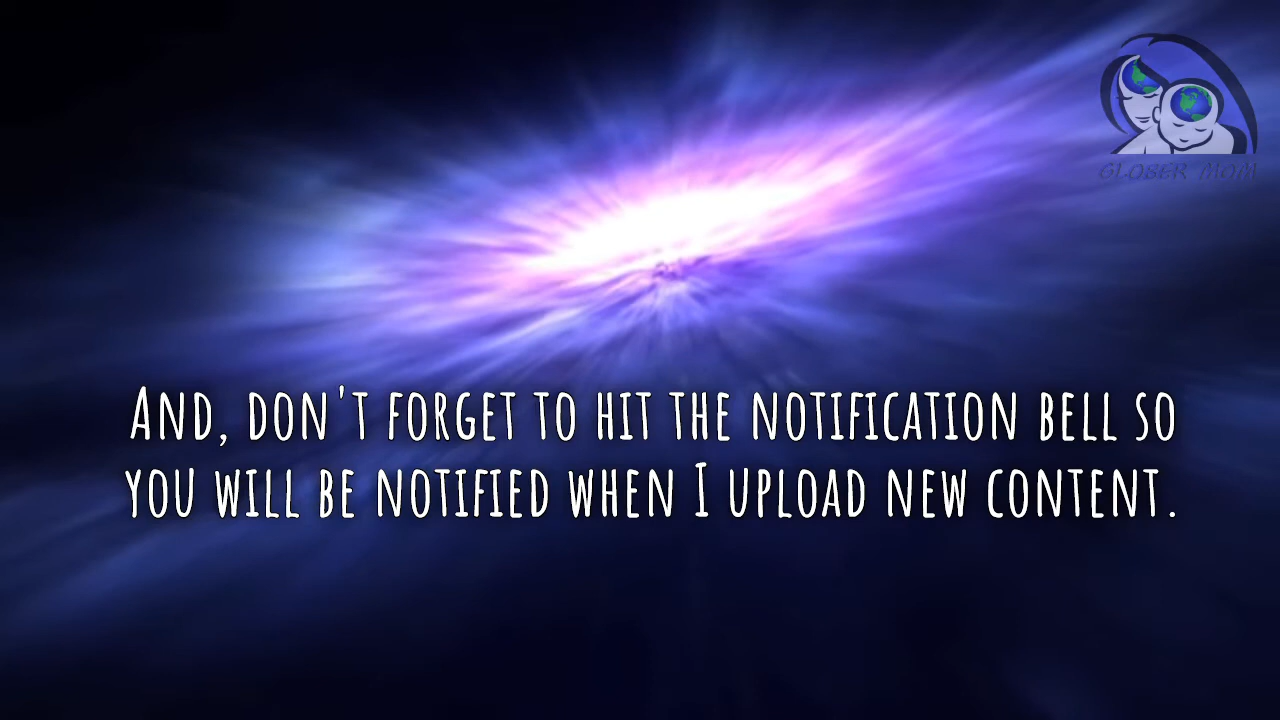 GLOBER MOM
And, don't forget to hit the notification bell so
you will be notified when I upload new content.